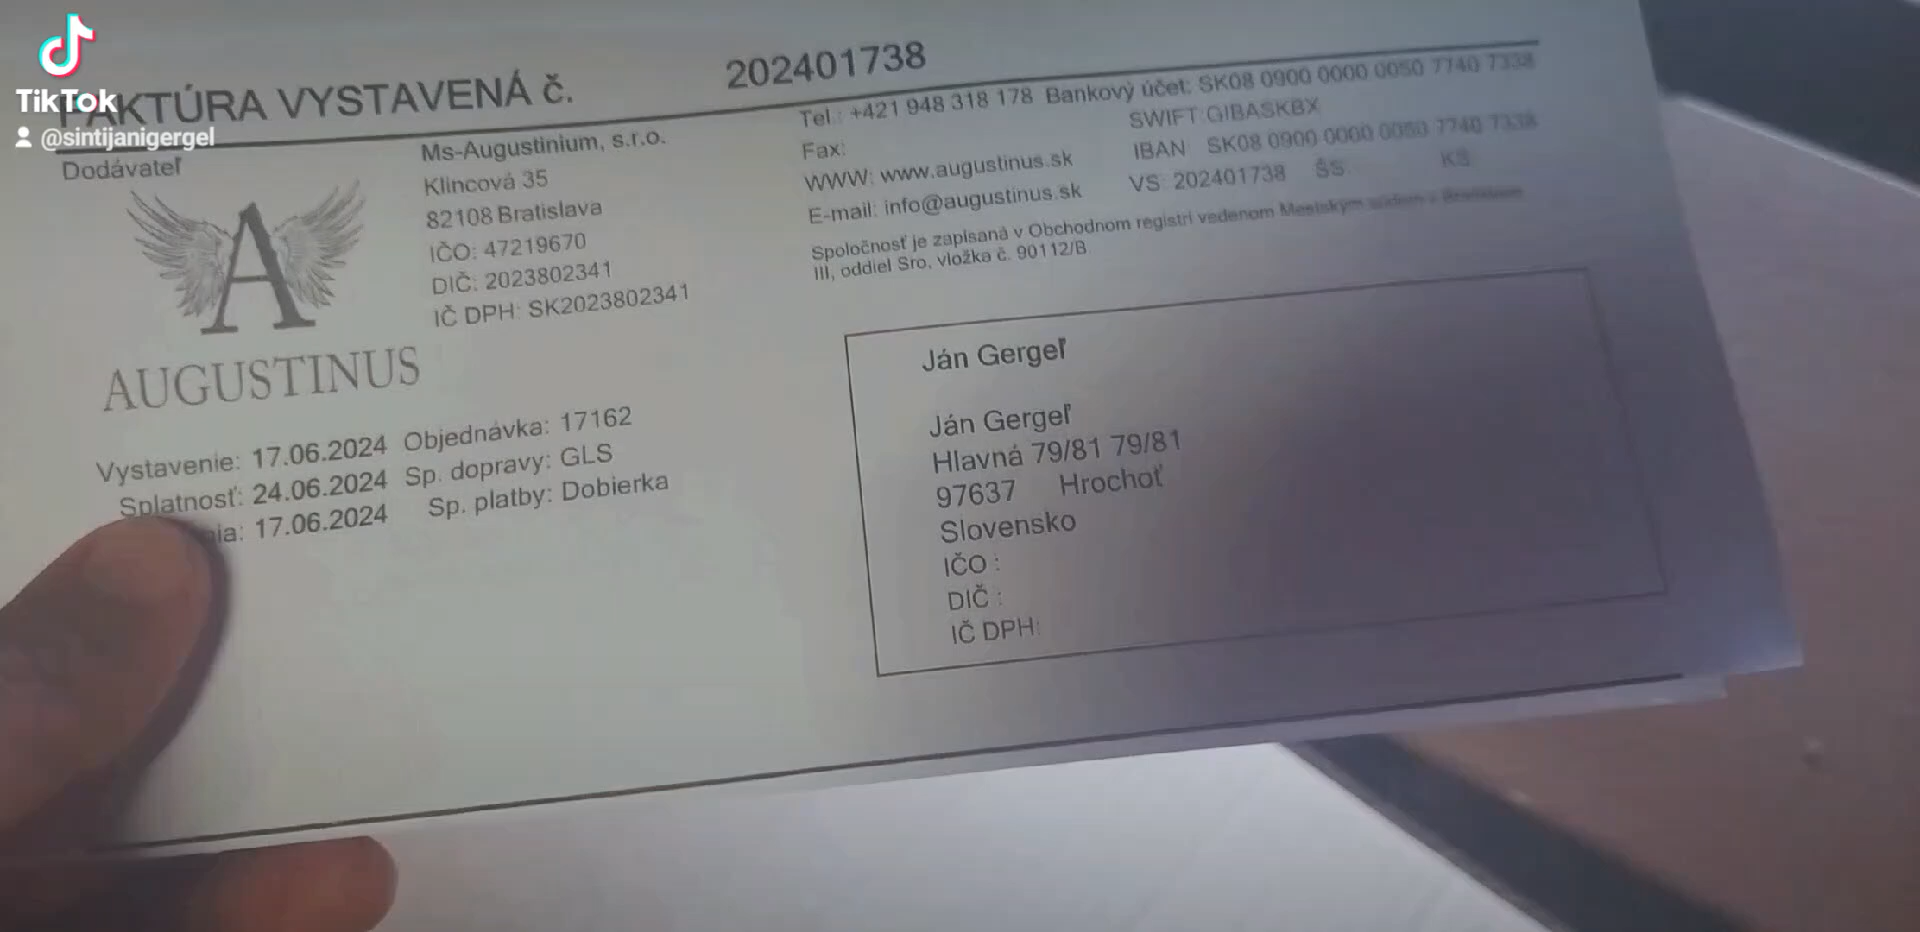 TikTok
@sintijanigergel
FAKTÚRA VYSTAVENÁ č. 202401738
Dodávateľ
Ms-Augustinium, s.r.o.
Klincová 35
82108 Bratislava
IČO: 47219670
DIČ: 2023802341
IČ DPH: SK2023802341
Tel.: +421 948 318 178 Bankový účet: SK08 0900 0000 0050 7740 7338
Fax: SWIFT:GIBASKBX
WWW: www.augustinus.sk IBAN SK08 0900 0000 0050 7740 7338
E-mail: info@augustinus.sk VS: 202401738 ŠS: KS
Spoločnosť je zapísaná v Obchodnom registri vedenom Mestským súdom v Bratislave
III, oddiel Sro, vložka č. 90112/B
A
AUGUSTINUS
Vystavenie: 17.06.2024 Objednávka: 17162
Splatnosť: 24.06.2024 Sp. dopravy: GLS
nia: 17.06.2024 Sp. platby: Dobierka
Ján Gergeľ
Ján Gergeľ
Hlavná 79/81 79/81
97637 Hrochoť
Slovensko
IČO :
DIČ :
IČ DPH: